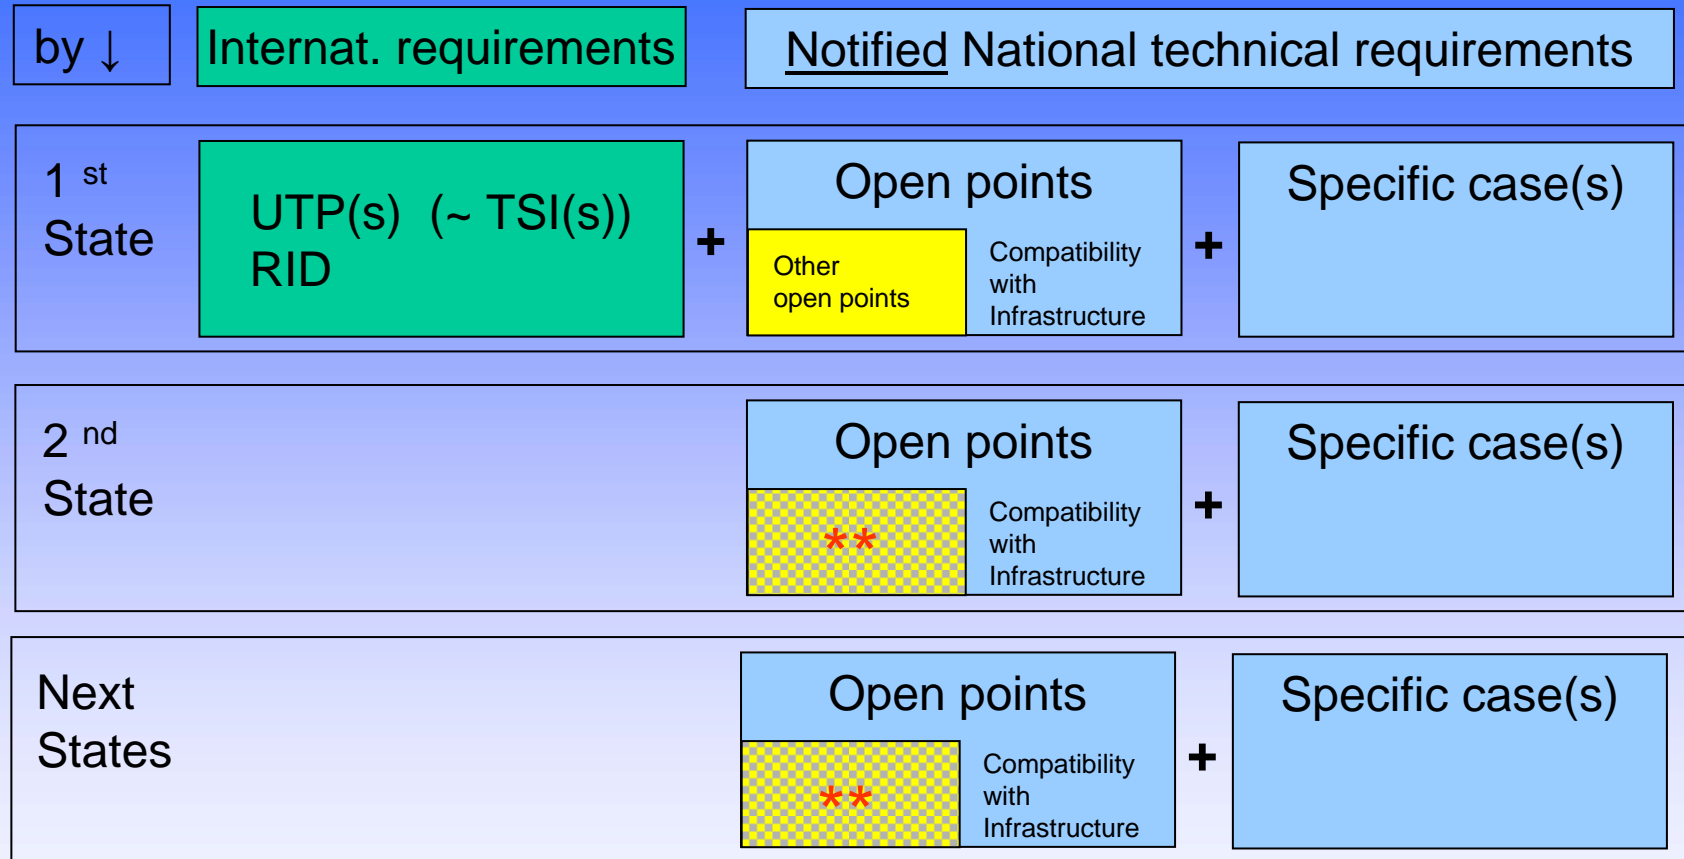 by ↓
Internat. requirements
Notified National technical requirements
1 st
State
UTP(s) (~ TSI(s))
RID
+
Open points
Other
open points
Compatibility
with
Infrastructure
+
Specific case(s)
2 nd
State
Open points
**
Compatibility
with
Infrastructure
+
Specific case(s)
Next
States
Open points
**
Compatibility
with
Infrastructure
+
Specific case(s)